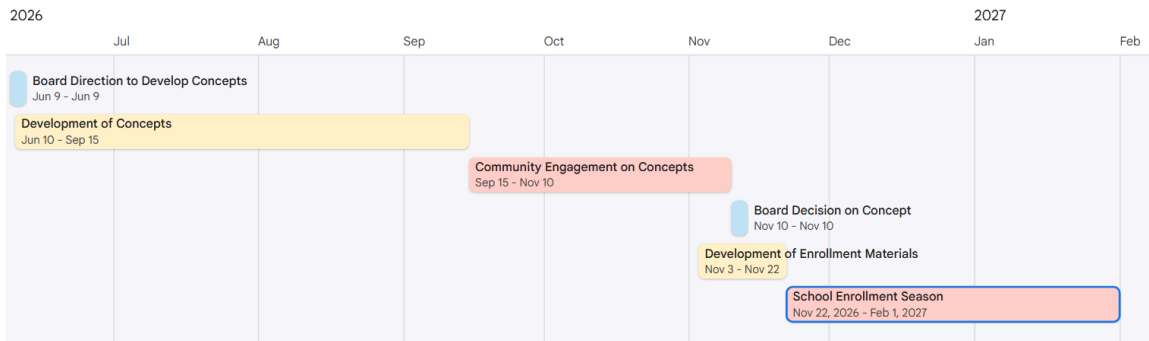 2026 2027
Jul Aug Sep Oct Nov Dec Jan Feb
Board Direction to Develop Concepts
Jun 9 - Jun 9
Development of Concepts
Jun 10 - Sep 15
Community Engagement on Concepts
Sep 15 - Nov 10
Board Decision on Concept
Nov 10 - Nov 10
Development of Enrollment Materials
Nov 3 - Nov 22
School Enrollment Season
Nov 22, 2026 - Feb 1, 2027